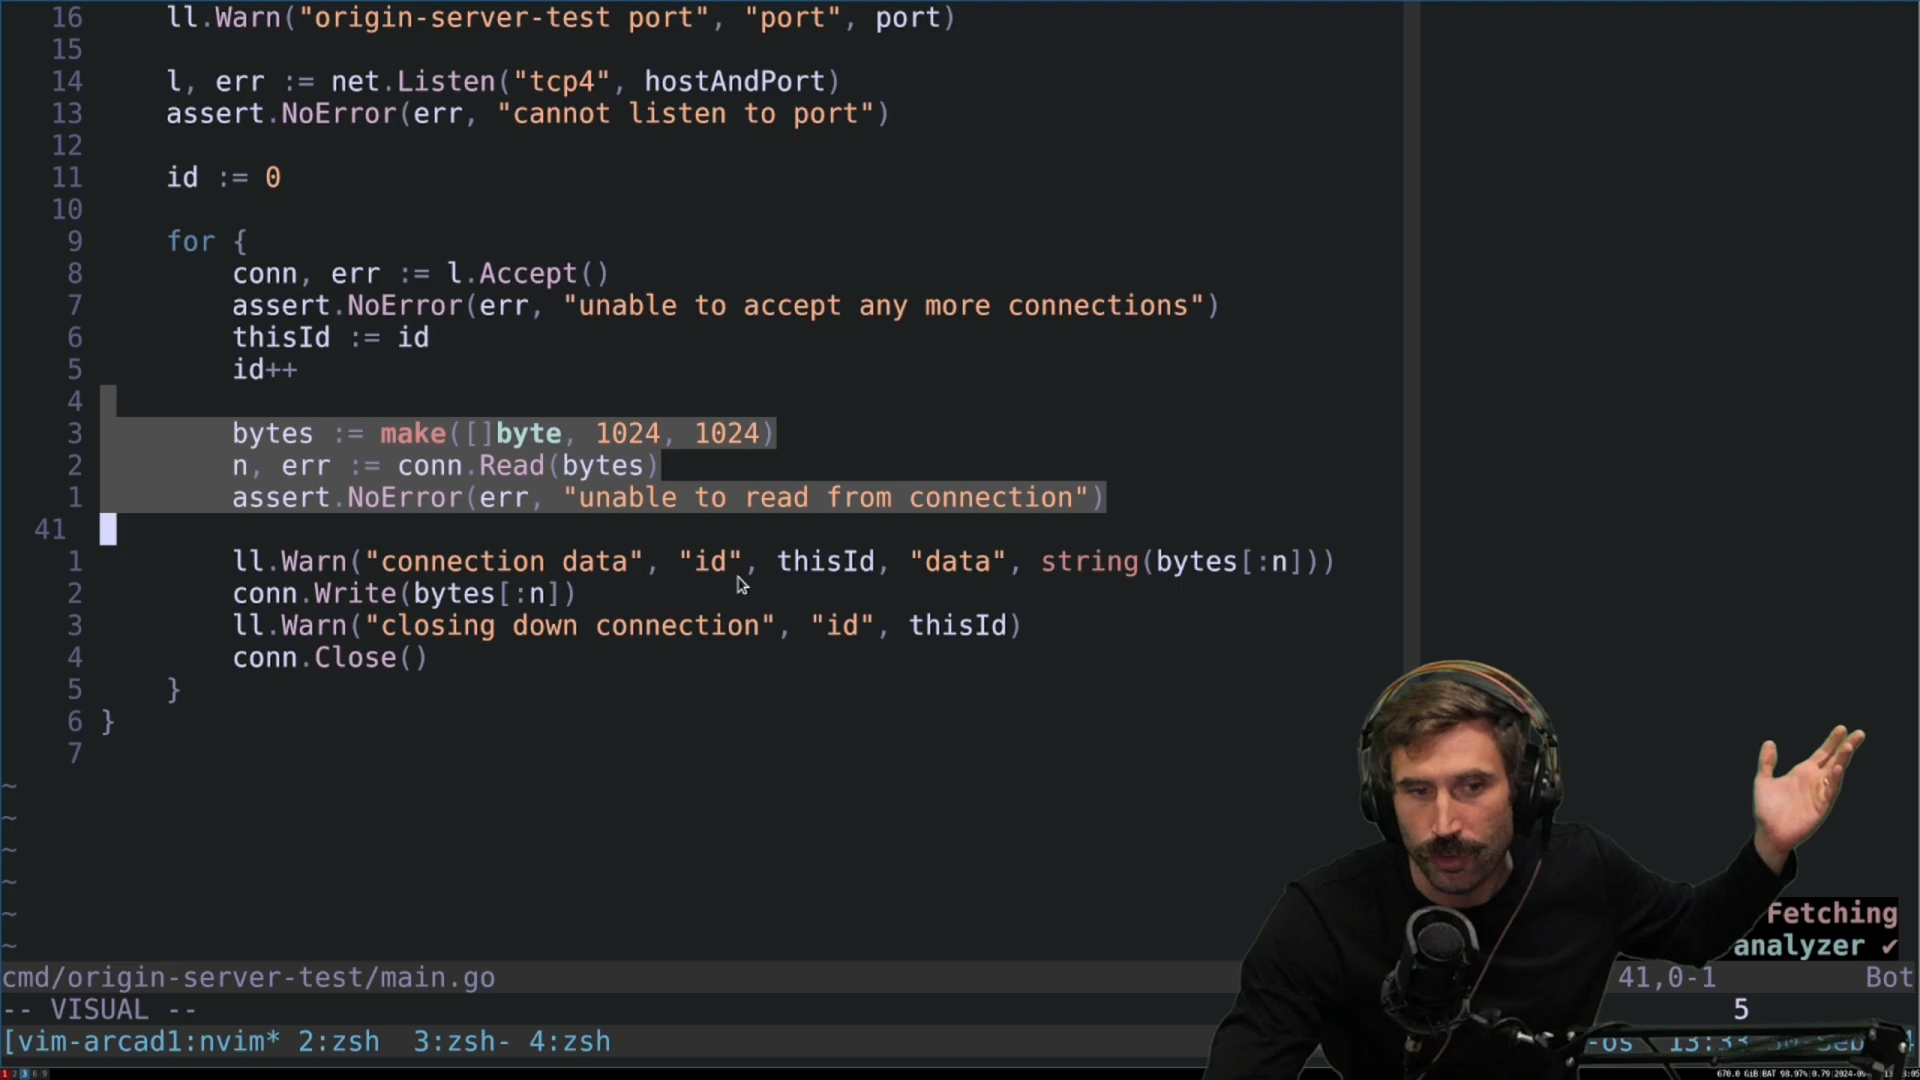 16 ll.Warn("origin-server-test port", "port", port)
15
14 l, err := net.Listen("tcp4", hostAndPort)
13 assert.NoError(err, "cannot listen to port")
12
11 id := 0
10
9 for {
8 conn, err := l.Accept()
7 assert.NoError(err, "unable to accept any more connections")
6 thisId := id
5 id++
4
3 bytes := make([]byte, 1024, 1024)
2 n, err := conn.Read(bytes)
1 assert.NoError(err, "unable to read from connection")
41
1 ll.Warn("connection data", "id", thisId, "data", string(bytes[:n]))
2 conn.Write(bytes[:n])
3 ll.Warn("closing down connection", "id", thisId)
4 conn.Close()
5 }
6 }
7
~
~
~
~
~
~
Fetching
analyzer ✔
cmd/origin-server-test/main.go 41,0-1 Bot
-- VISUAL -- 5
[vim-arcad1:nvim* 2:zsh 3:zsh- 4:zsh -os 13:33